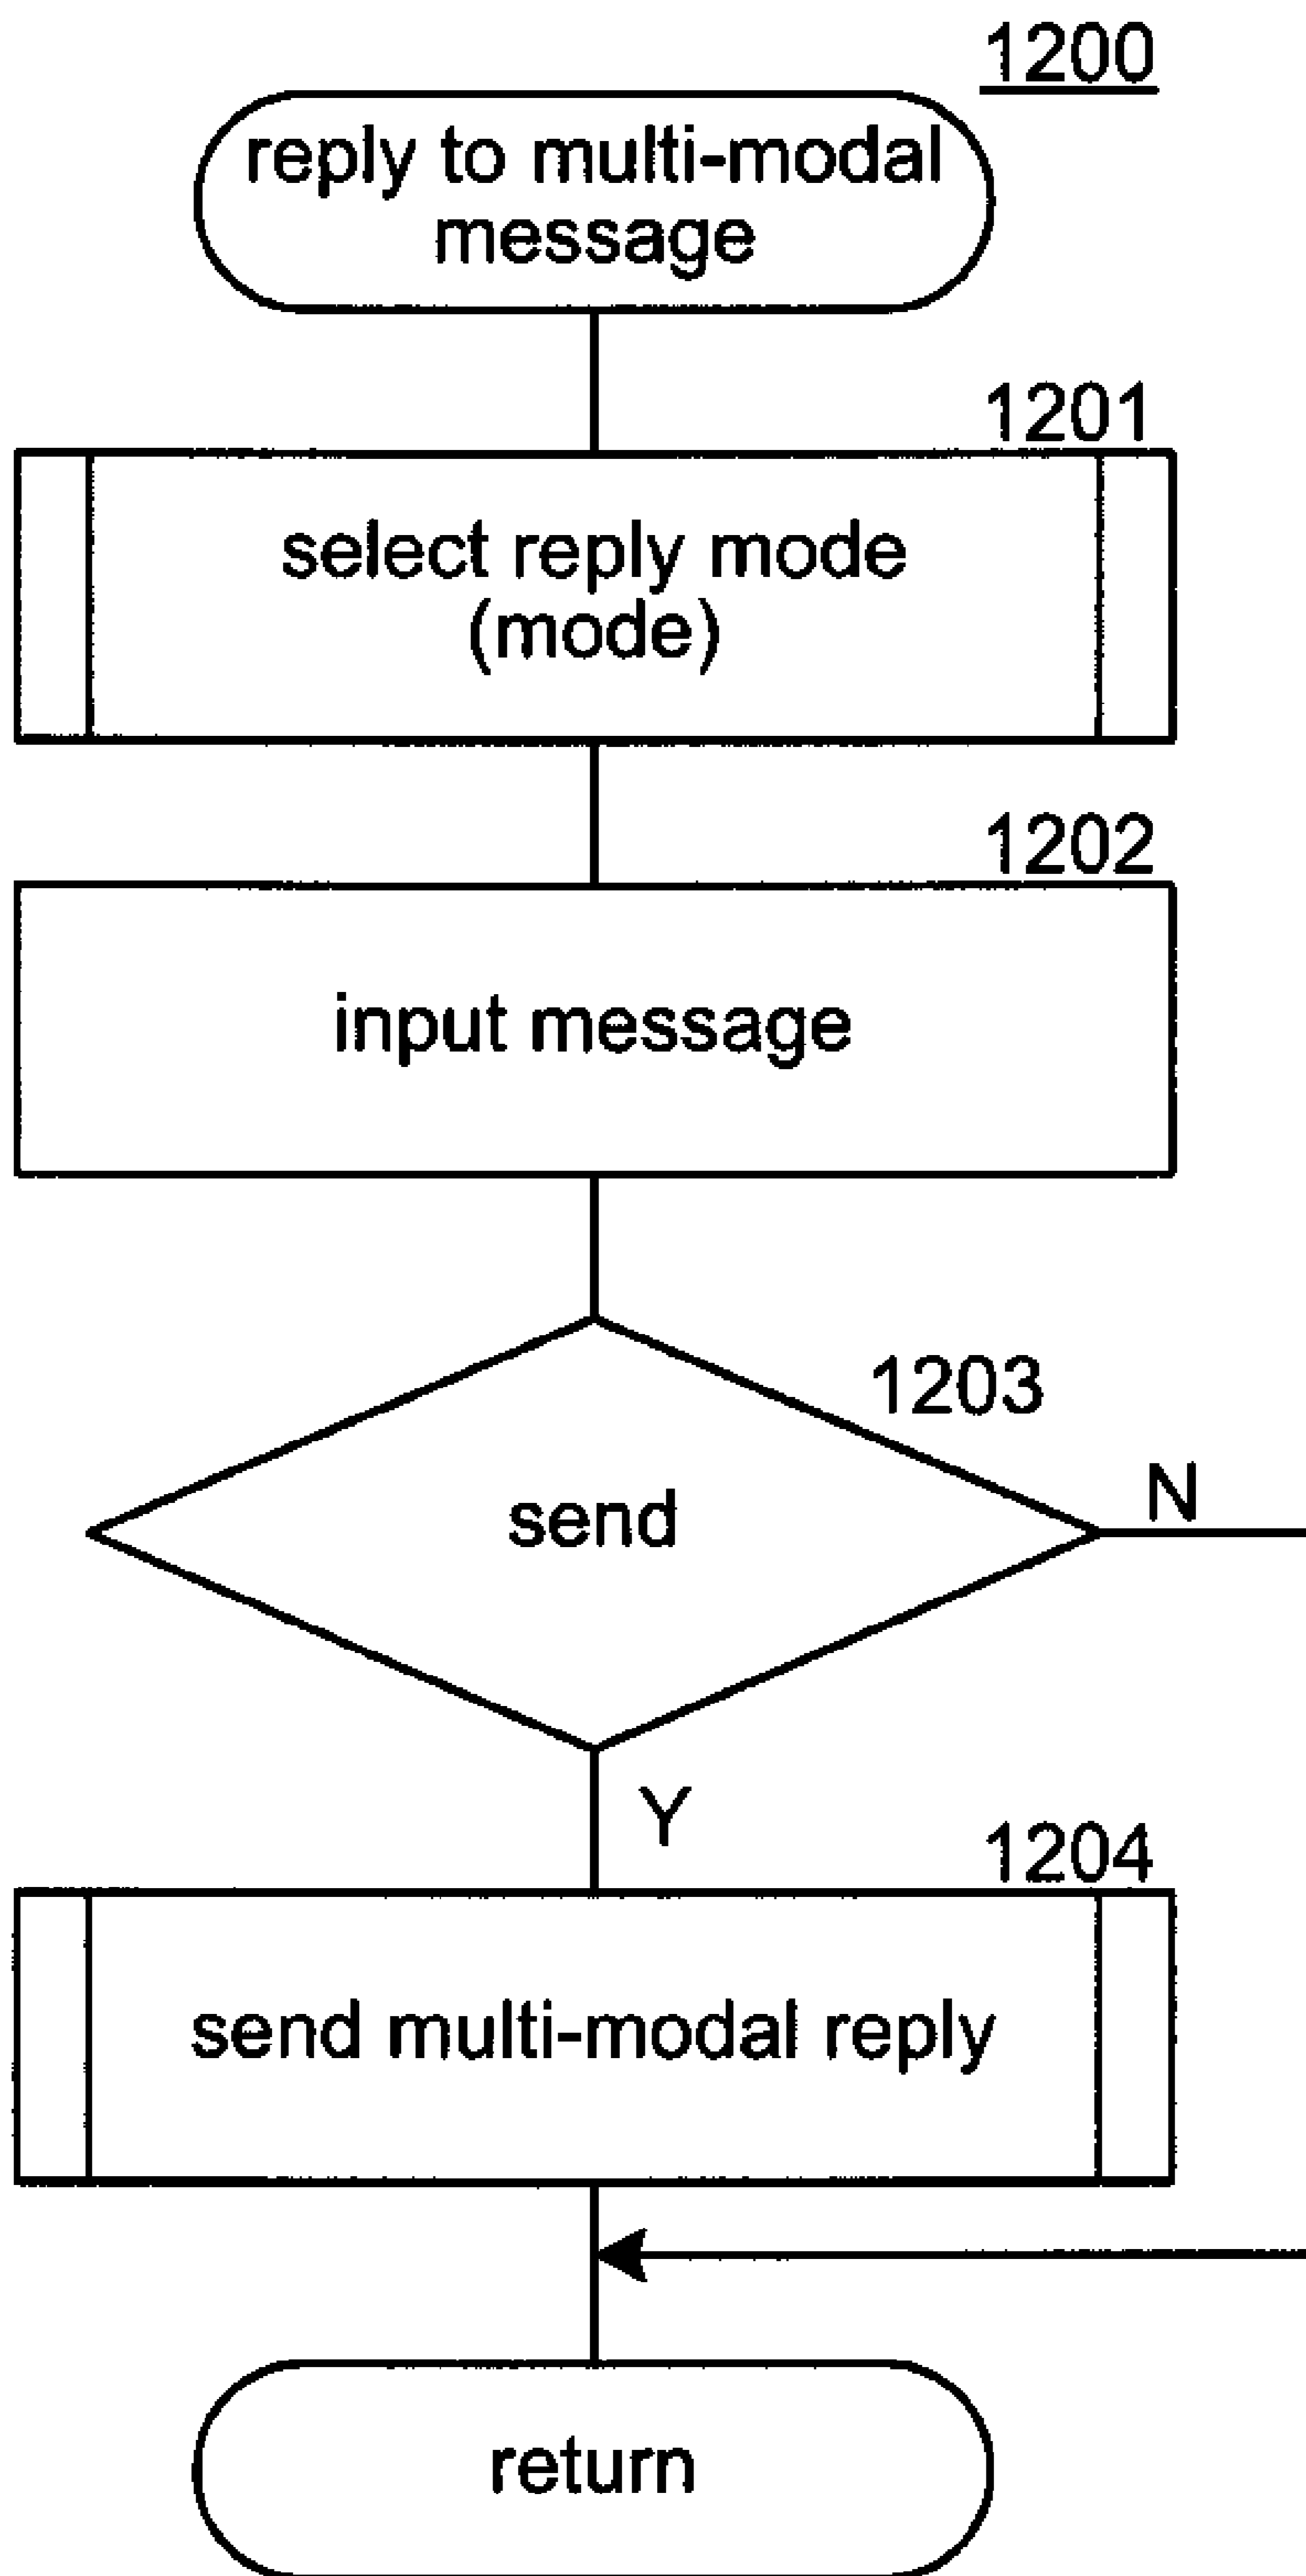 1200
reply to multi-modal
message
1201
select reply mode
(mode)
1202
input message
1203
send
N
Y
1204
send multi-modal reply
return